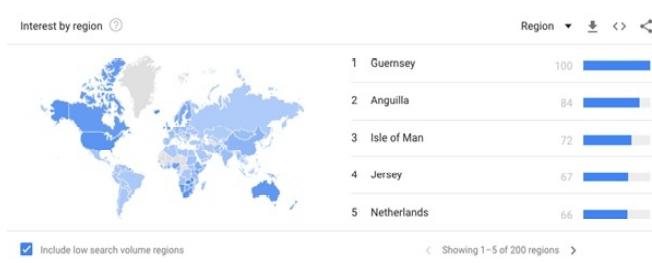 Interest by region ?
Region
1 Guernsey 100
2 Anguilla 84
3 Isle of Man 72
4 Jersey 67
5 Netherlands 66
Include low search volume regions
Showing 1–5 of 200 regions